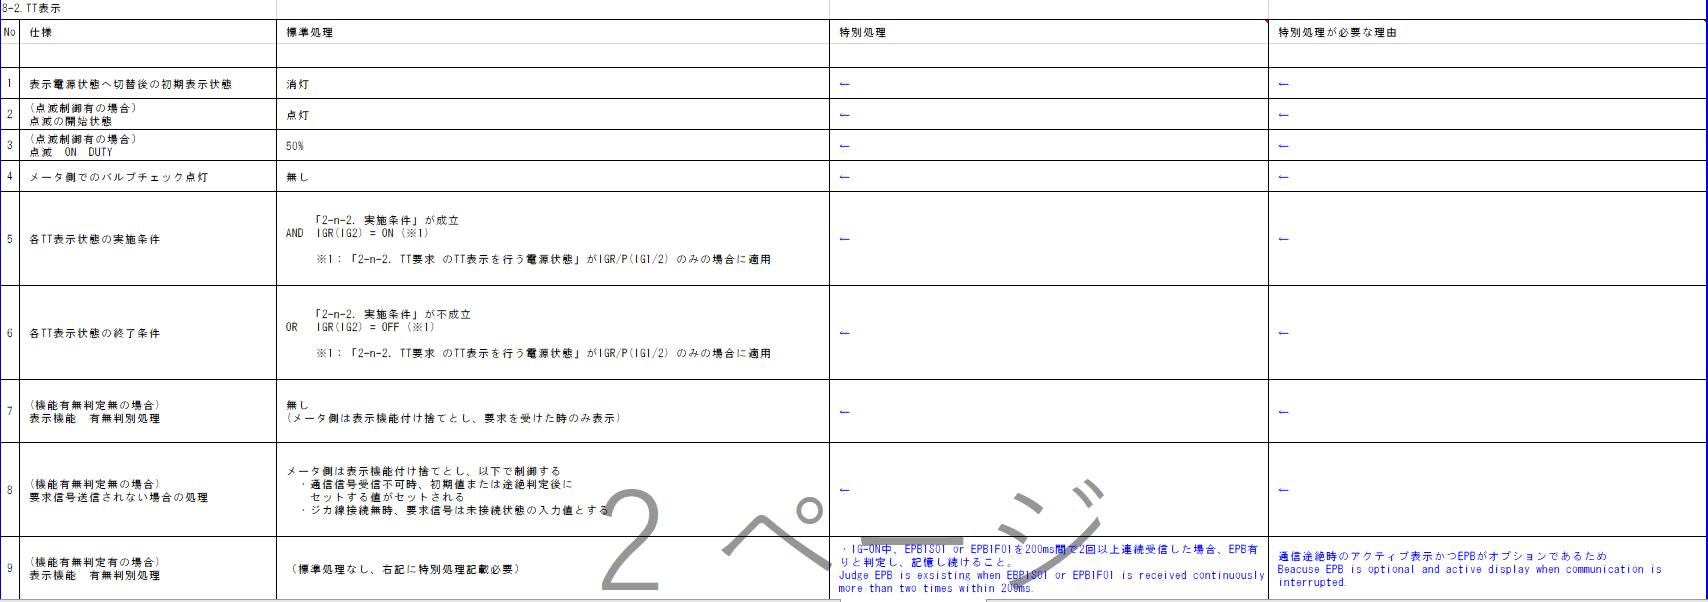 8-2.TT表示
No 仕様 標準処理 特別処理 特別処理が必要な理由
1 表示電源状態へ切替後の初期表示状態 消灯 ← ←
2 (点滅制御有の場合)
点滅の開始状態 点灯 ← ←
3 (点滅制御有の場合)
点滅 ON DUTY 50% ← ←
4 メータ側でのバルブチェック点灯 無し ← ←
5 各TT表示状態の実施条件
「2-n-2. 実施条件」が成立
AND IGR(IG2) = ON (※1)
※1：「2-n-2. TT要求 のTT表示を行う電源状態」がIGR/P(IG1/2) のみの場合に適用
← ←
6 各TT表示状態の終了条件
「2-n-2. 実施条件」が不成立
OR IGR(IG2) = OFF (※1)
※1：「2-n-2. TT要求 のTT表示を行う電源状態」がIGR/P(IG1/2) のみの場合に適用
← ←
7 (機能有無判定無の場合)
表示機能 有無判別処理
無し
(メータ側は表示機能付け捨てとし、要求を受けた時のみ表示)
← ←
8 (機能有無判定無の場合)
要求信号送信されない場合の処理
メータ側は表示機能付け捨てとし、以下で制御する
・通信信号受信不可時、初期値または途絶判定後に
セットする値がセットされる
・ジカ線接続無時、要求信号は未接続状態の入力値とする
← ←
9 (機能有無判定有の場合)
表示機能 有無判別処理
(標準処理なし、右記に特別処理記載必要)
・IG-ON中、EPB1S01 or EPB1F01を200ms間で2回以上連続受信した場合、EPB有
りと判定し、記憶し続けること。
Judge EPB is exsisting when EBP1S01 or EPB1F01 is received continuously
more than two times within 200ms.
通信途絶時のアクティブ表示かつEPBがオプションであるため
Beacuse EPB is optional and active display when communication is
interrupted.
2 ページ